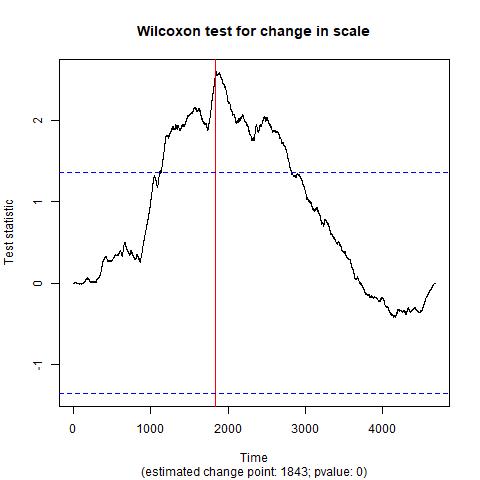 Wilcoxon test for change in scale
Test statistic
2
1
0
-1
0 1000 2000 3000 4000
Time
(estimated change point: 1843; pvalue: 0)